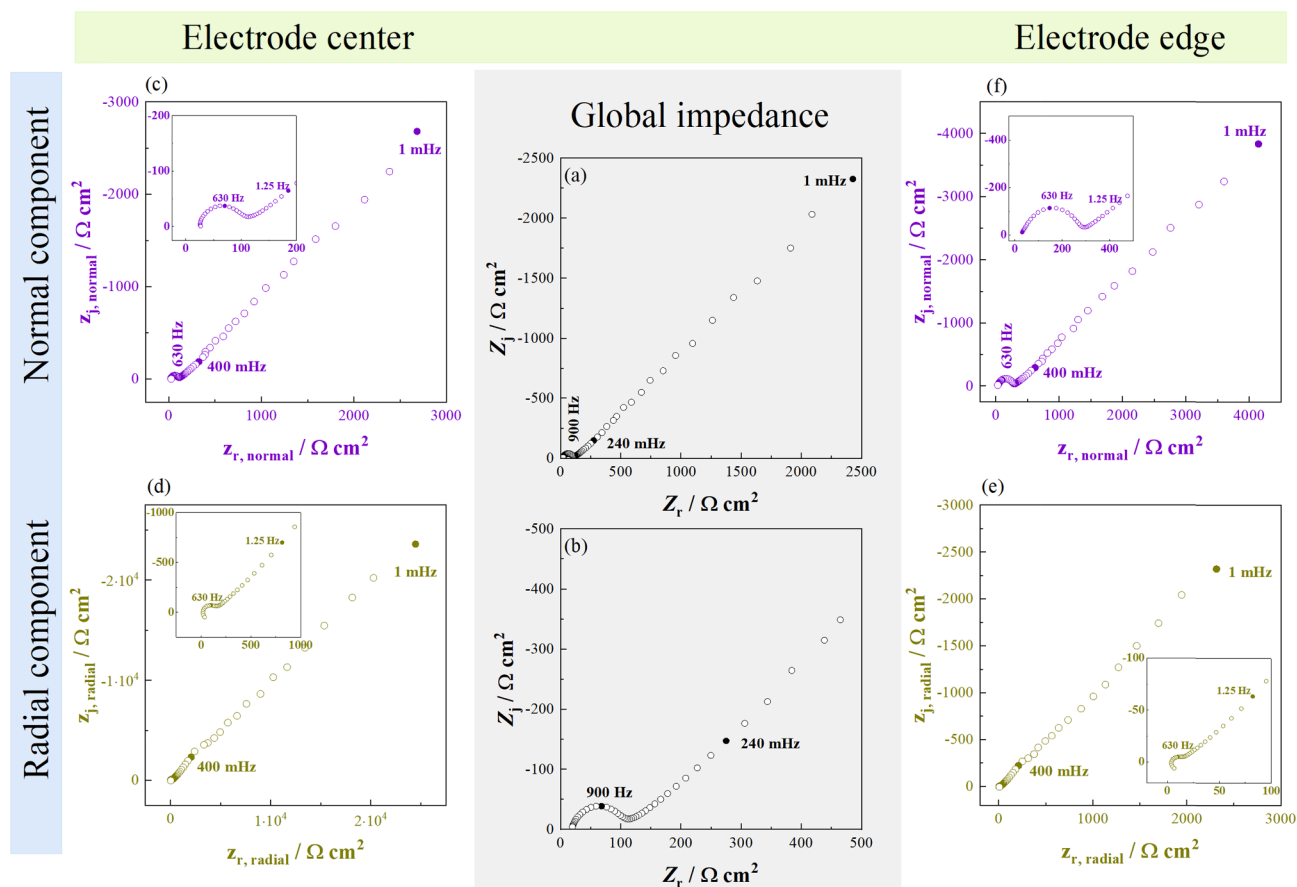 Electrode center
Electrode edge
Normal component
Radial component
Global impedance
(c)
-3000
-2000
-1000
0
0
1000
2000
3000
z_j, normal / Ω cm²
z_r, normal / Ω cm²
1 mHz
630 Hz
400 mHz
-200
-100
0
0
100
200
630 Hz
1.25 Hz
(a)
-2500
-2000
-1500
-1000
-500
0
0
500
1000
1500
2000
2500
Z_j / Ω cm²
Z_r / Ω cm²
1 mHz
900 Hz
240 mHz
(f)
-4000
-3000
-2000
-1000
0
0
1000
2000
3000
4000
z_j, normal / Ω cm²
z_r, normal / Ω cm²
1 mHz
630 Hz
400 mHz
-400
-200
0
0
200
400
630 Hz
1.25 Hz
(d)
-2·10⁴
-1·10⁴
0
0
1·10⁴
2·10⁴
z_j, radial / Ω cm²
z_r, radial / Ω cm²
1 mHz
400 mHz
-1000
-500
0
0
500
1000
630 Hz
1.25 Hz
(b)
-500
-400
-300
-200
-100
0
0
100
200
300
400
500
Z_j / Ω cm²
Z_r / Ω cm²
900 Hz
240 mHz
(e)
-3000
-2500
-2000
-1500
-1000
-500
0
0
1000
2000
3000
z_j, radial / Ω cm²
z_r, radial / Ω cm²
1 mHz
400 mHz
-100
-50
0
0
25
50
75
100
630 Hz
1.25 Hz